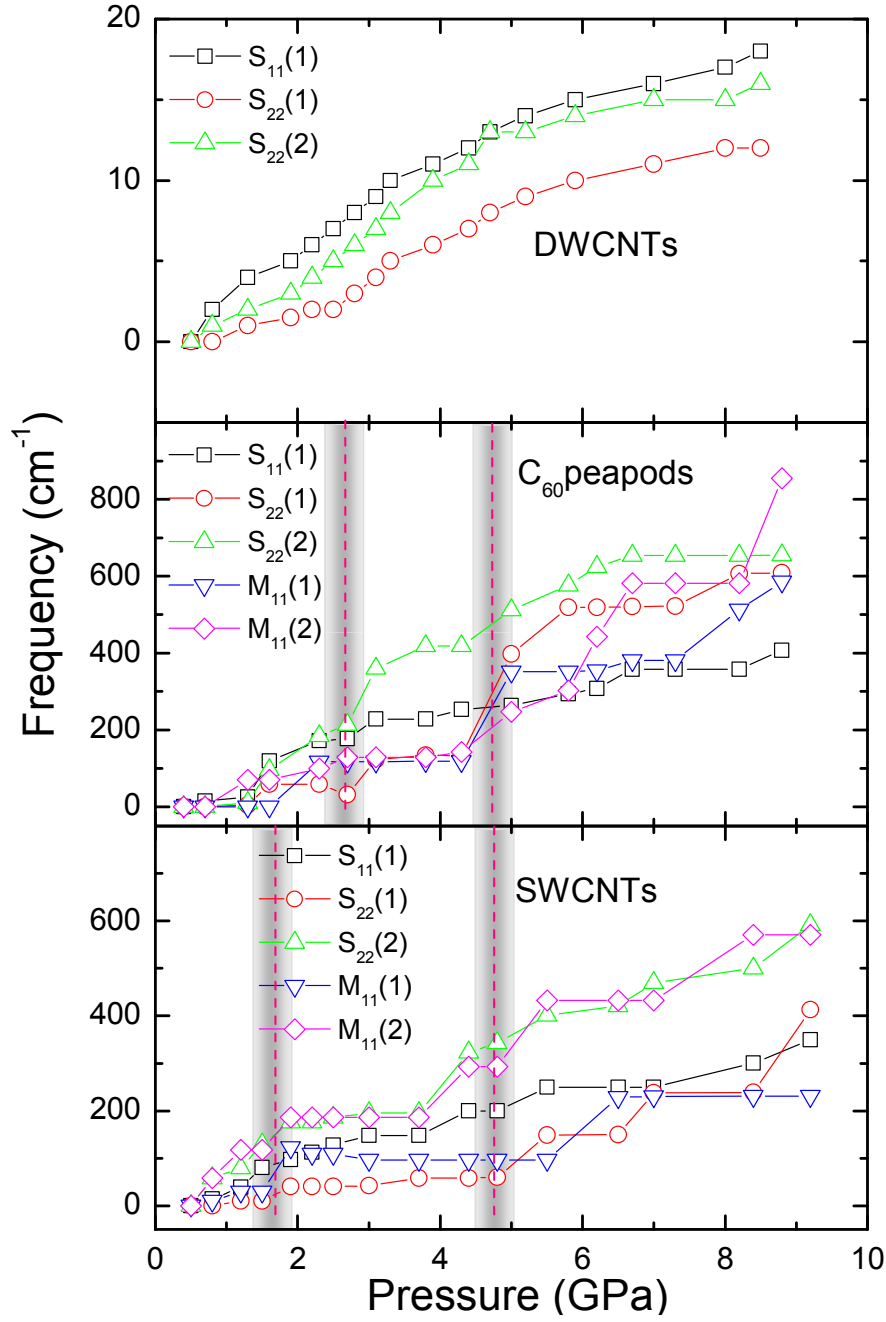 20
S₁₁(1)
S₂₂(1)
S₂₂(2)
10
DWCNTs
0
Frequency (cm⁻¹)
S₁₁(1)
C₆₀peapods
S₂₂(1)
800
S₂₂(2)
M₁₁(1)
600
M₁₁(2)
400
200
0
S₁₁(1)
SWCNTs
S₂₂(1)
600
S₂₂(2)
M₁₁(1)
M₁₁(2)
400
200
0
0 2 4 6 8 10
Pressure (GPa)